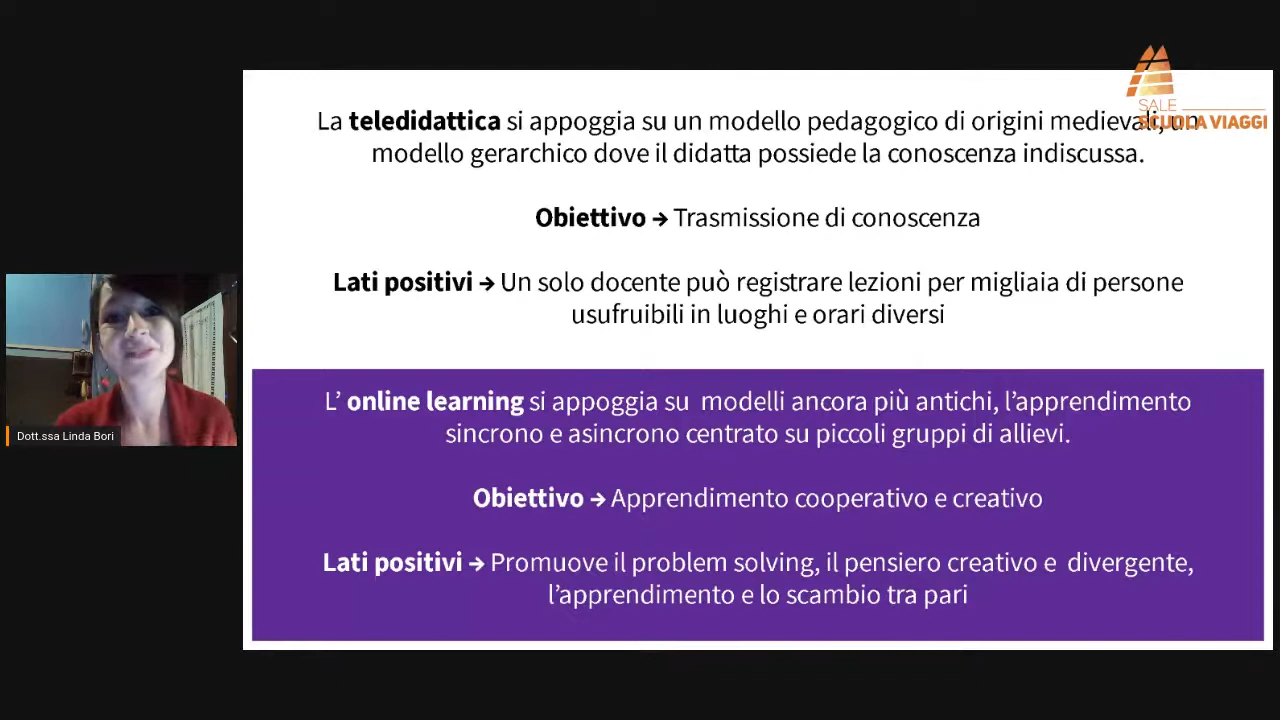 SALE
SCUOLA VIAGGI
La teledidattica si appoggia su un modello pedagogico di origini medievali, un
modello gerarchico dove il didatta possiede la conoscenza indiscussa.
Obiettivo → Trasmissione di conoscenza
Lati positivi → Un solo docente può registrare lezioni per migliaia di persone
usufruibili in luoghi e orari diversi
L’ online learning si appoggia su  modelli ancora più antichi, l’apprendimento
sincrono e asincrono centrato su piccoli gruppi di allievi.
Obiettivo → Apprendimento cooperativo e creativo
Lati positivi → Promuove il problem solving, il pensiero creativo e  divergente,
l’apprendimento e lo scambio tra pari
Dott.ssa Linda Bori